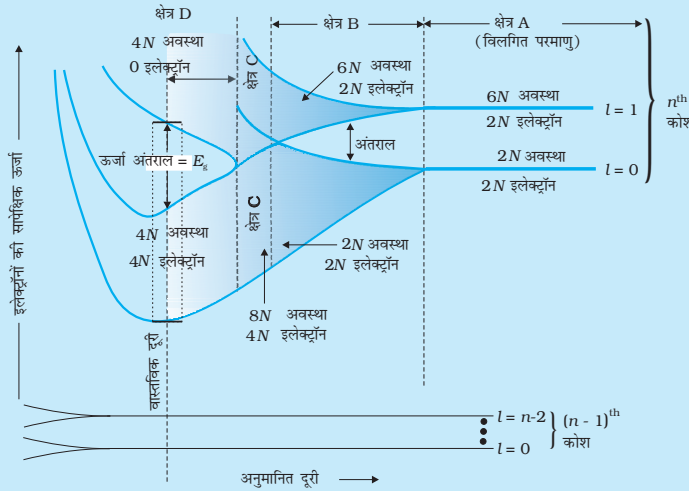 क्षेत्र D
क्षेत्र B
क्षेत्र A
(विलगित परमाणु)
4N अवस्था
0 इलेक्ट्रॉन
क्षेत्र C
6N अवस्था
2N इलेक्ट्रॉन
6N अवस्था
2N इलेक्ट्रॉन
l = 1
nth
कोश
अंतराल
ऊर्जा अंतराल = Eg
2N अवस्था
2N इलेक्ट्रॉन
l = 0
क्षेत्र C
4N अवस्था
4N इलेक्ट्रॉन
2N अवस्था
2N इलेक्ट्रॉन
8N अवस्था
4N इलेक्ट्रॉन
इलेक्ट्रॉनों की सापेक्षिक ऊर्जा
वास्तविक दूरी
l = n-2
(n - 1)th
कोश
l = 0
अनुमानित दूरी